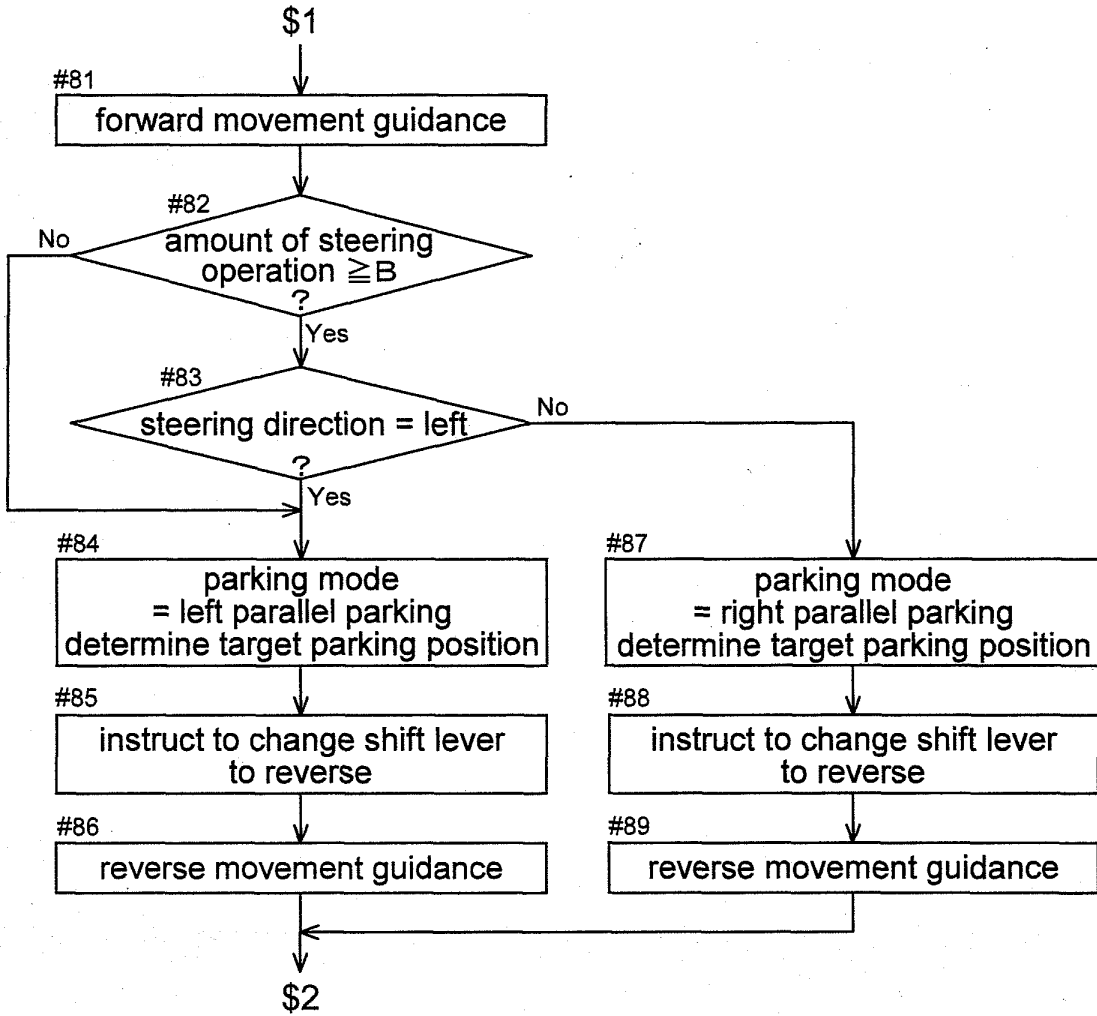 $1
#81
forward movement guidance
#82
No
amount of steering
operation ≧B
?
Yes
#83
No
steering direction = left
?
Yes
#84
parking mode
= left parallel parking
determine target parking position
#87
parking mode
= right parallel parking
determine target parking position
#85
instruct to change shift lever
to reverse
#88
instruct to change shift lever
to reverse
#86
reverse movement guidance
#89
reverse movement guidance
$2